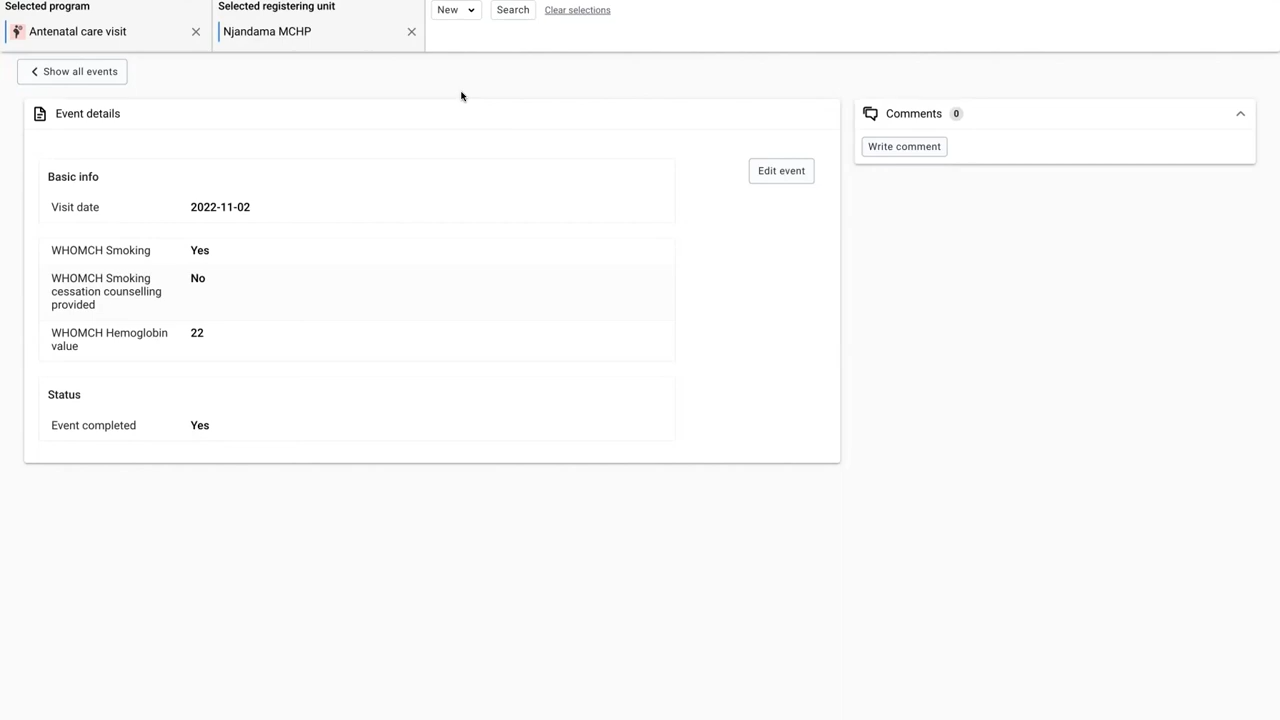 Selected program
Antenatal care visit
Selected registering unit
Njandama MCHP
New
Search
Clear selections
Show all events
Event details
Basic info
Edit event
Visit date 2022-11-02
WHOMCH Smoking Yes
WHOMCH Smoking No
cessation counselling
provided
WHOMCH Hemoglobin 22
value
Status
Event completed Yes
Comments 0
Write comment